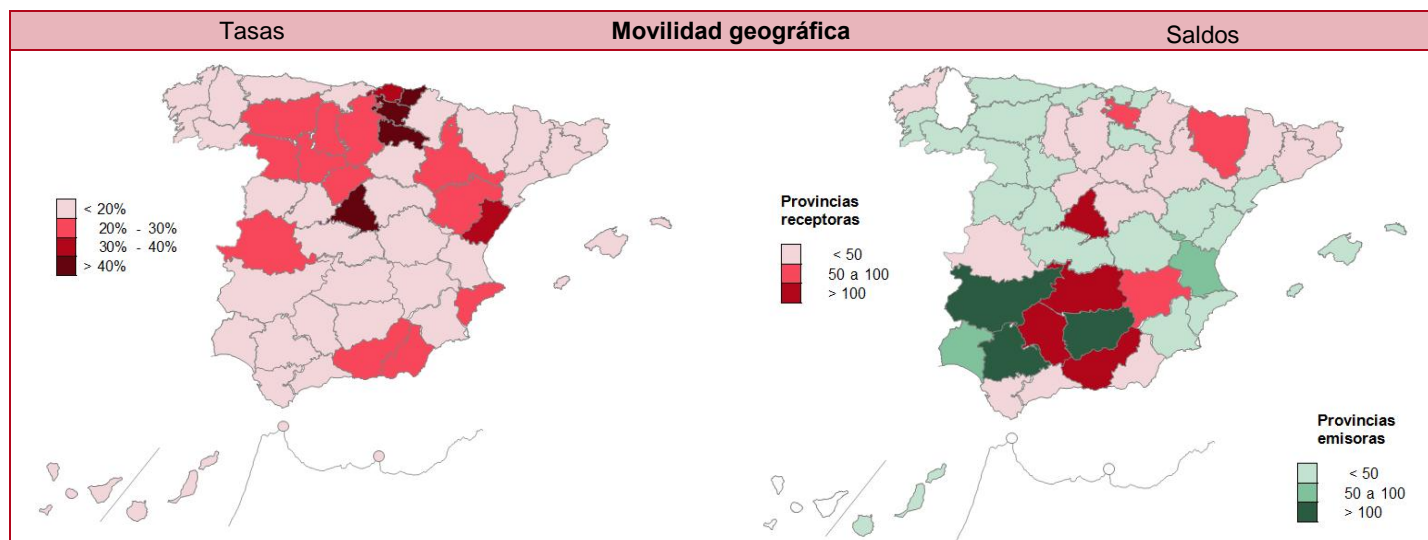 Tasas
Movilidad geográfica
Saldos
< 20%
20% - 30%
30% - 40%
> 40%
Provincias
receptoras
< 50
50 a 100
> 100
Provincias
emisoras
< 50
50 a 100
> 100